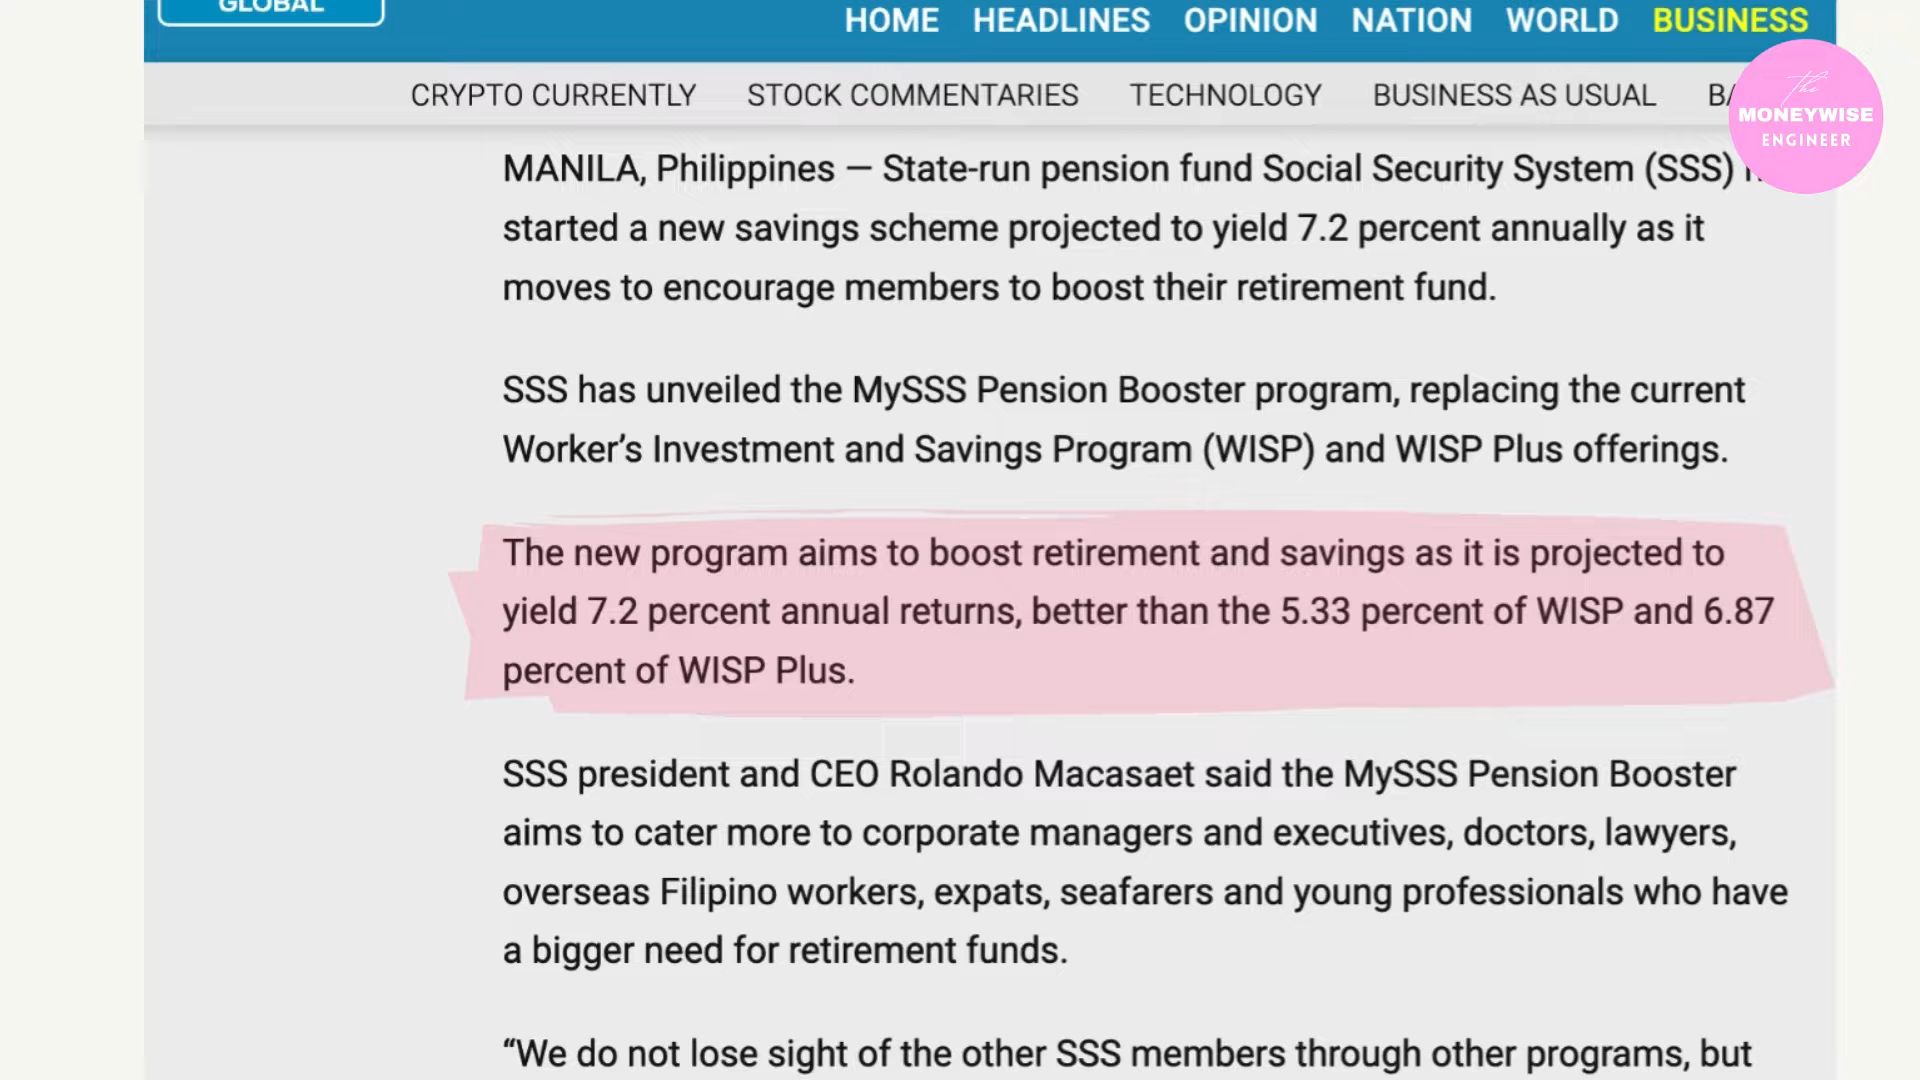 GLOBAL
HOME HEADLINES OPINION NATION WORLD BUSINESS
CRYPTO CURRENTLY STOCK COMMENTARIES TECHNOLOGY BUSINESS AS USUAL
the
MONEYWISE
ENGINEER
MANILA, Philippines — State-run pension fund Social Security System (SSS)
started a new savings scheme projected to yield 7.2 percent annually as it
moves to encourage members to boost their retirement fund.
SSS has unveiled the MySSS Pension Booster program, replacing the current
Worker’s Investment and Savings Program (WISP) and WISP Plus offerings.
The new program aims to boost retirement and savings as it is projected to
yield 7.2 percent annual returns, better than the 5.33 percent of WISP and 6.87
percent of WISP Plus.
SSS president and CEO Rolando Macasaet said the MySSS Pension Booster
aims to cater more to corporate managers and executives, doctors, lawyers,
overseas Filipino workers, expats, seafarers and young professionals who have
a bigger need for retirement funds.
“We do not lose sight of the other SSS members through other programs, but